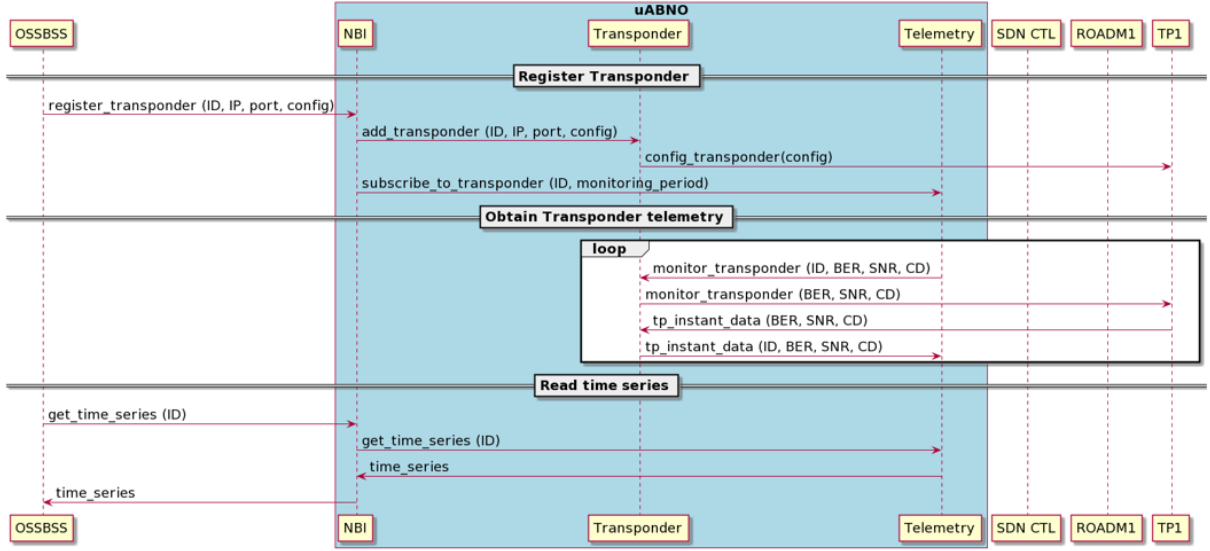 uABNO
OSSBSS NBI Transponder Telemetry SDN CTL ROADM1 TP1
Register Transponder
register_transponder (ID, IP, port, config)
add_transponder (ID, IP, port, config)
config_transponder(config)
subscribe_to_transponder (ID, monitoring_period)
Obtain Transponder telemetry
loop
monitor_transponder (ID, BER, SNR, CD)
monitor_transponder (BER, SNR, CD)
tp_instant_data (BER, SNR, CD)
tp_instant_data (ID, BER, SNR, CD)
Read time series
get_time_series (ID)
get_time_series (ID)
time_series
time_series
OSSBSS NBI Transponder Telemetry SDN CTL ROADM1 TP1